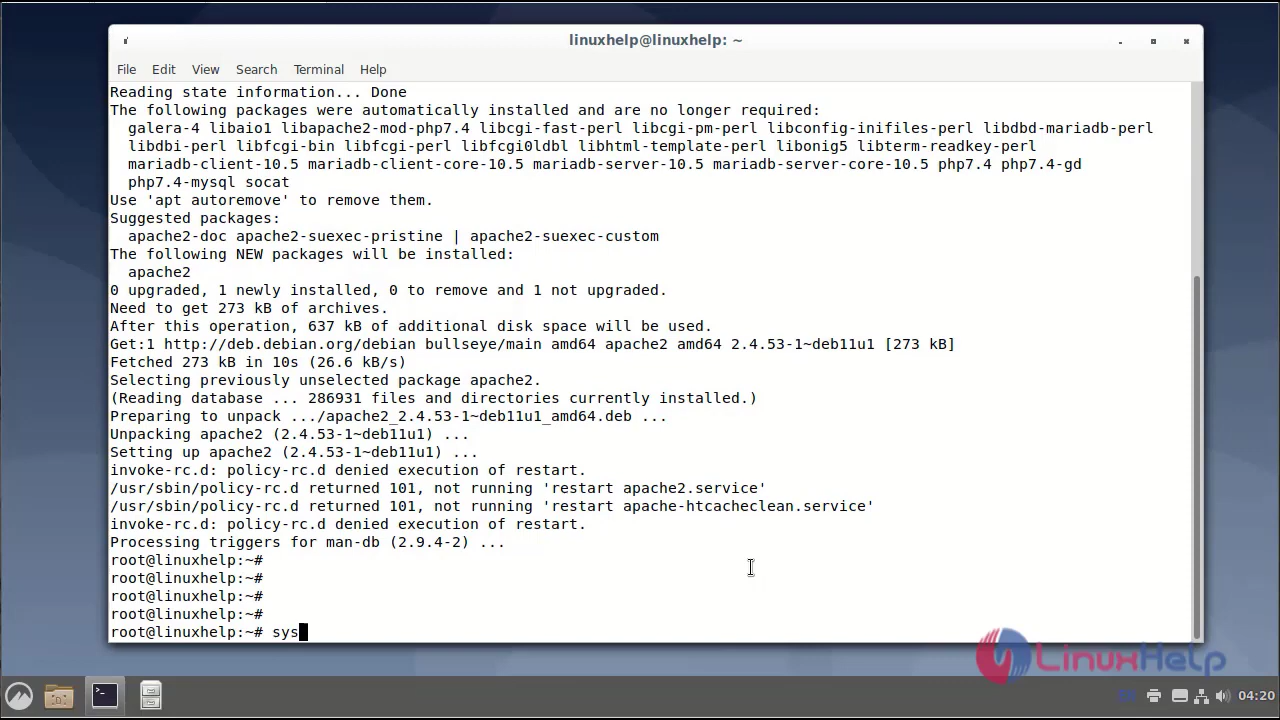 linuxhelp@linuxhelp: ~
File Edit View Search Terminal Help
Reading state information... Done
The following packages were automatically installed and are no longer required:
  galera-4 libaio1 libapache2-mod-php7.4 libcgi-fast-perl libcgi-pm-perl libconfig-inifiles-perl libdbd-mariadb-perl
  libdbi-perl libfcgi-bin libfcgi-perl libfcgi0ldbl libhtml-template-perl libonig5 libterm-readkey-perl
  mariadb-client-10.5 mariadb-client-core-10.5 mariadb-server-10.5 mariadb-server-core-10.5 php7.4 php7.4-gd
  php7.4-mysql socat
Use 'apt autoremove' to remove them.
Suggested packages:
  apache2-doc apache2-suexec-pristine | apache2-suexec-custom
The following NEW packages will be installed:
  apache2
0 upgraded, 1 newly installed, 0 to remove and 1 not upgraded.
Need to get 273 kB of archives.
After this operation, 637 kB of additional disk space will be used.
Get:1 http://deb.debian.org/debian bullseye/main amd64 apache2 amd64 2.4.53-1~deb11u1 [273 kB]
Fetched 273 kB in 10s (26.6 kB/s)
Selecting previously unselected package apache2.
(Reading database ... 286931 files and directories currently installed.)
Preparing to unpack .../apache2_2.4.53-1~deb11u1_amd64.deb ...
Unpacking apache2 (2.4.53-1~deb11u1) ...
Setting up apache2 (2.4.53-1~deb11u1) ...
invoke-rc.d: policy-rc.d denied execution of restart.
/usr/sbin/policy-rc.d returned 101, not running 'restart apache2.service'
/usr/sbin/policy-rc.d returned 101, not running 'restart apache-htcacheclean.service'
invoke-rc.d: policy-rc.d denied execution of restart.
Processing triggers for man-db (2.9.4-2) ...
root@linuxhelp:~#
root@linuxhelp:~#
root@linuxhelp:~#
root@linuxhelp:~#
root@linuxhelp:~# sys
LinuxHelp
04:20